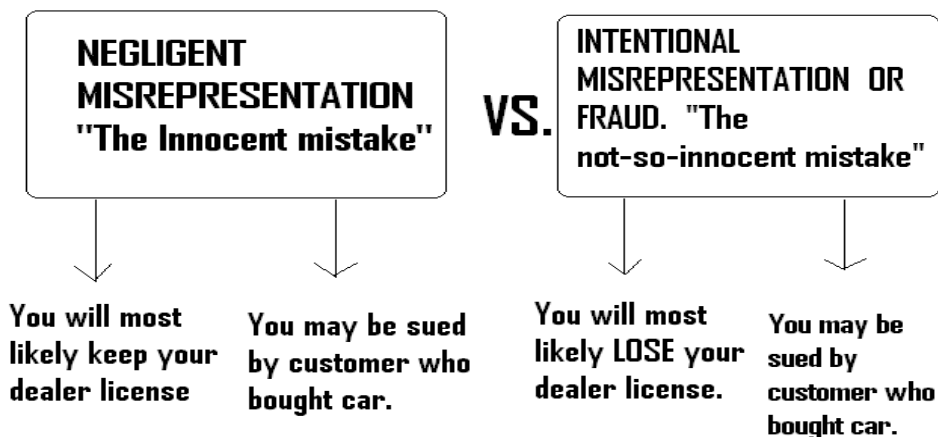 NEGLIGENT
MISREPRESENTATION
"The Innocent mistake"
VS.
INTENTIONAL
MISREPRESENTATION OR
FRAUD. "The
not-so-innocent mistake"
You will most
likely keep your
dealer license
You may be sued
by customer who
bought car.
You will most
likely LOSE your
dealer license.
You may be
sued by
customer who
bought car.